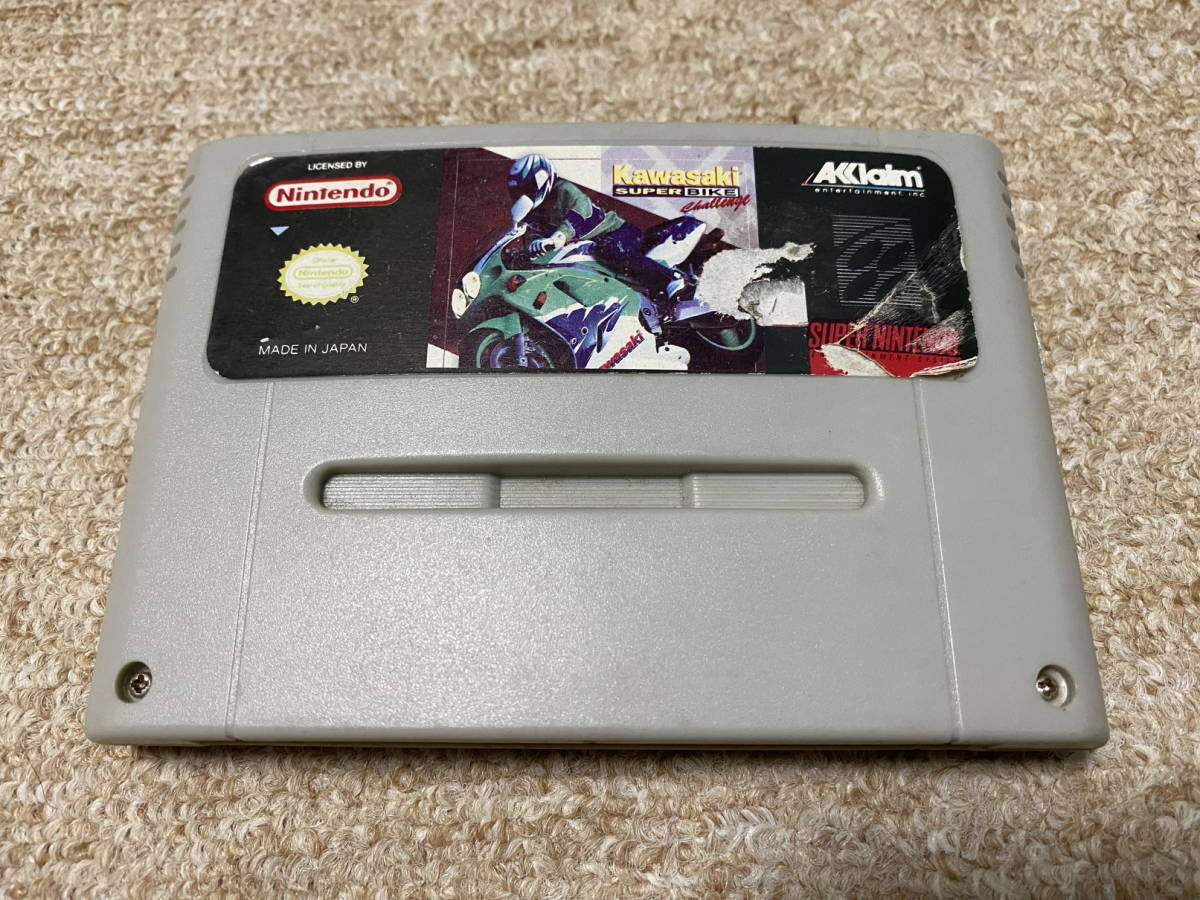 LICENSED BY
Nintendo®
Official
Nintendo
Seal of Quality
®
MADE IN JAPAN
Kawasaki
SUPER BIKE
Challenge
Kawasaki
AKKlaim
entertainment, inc.
SUPER NINTENDO